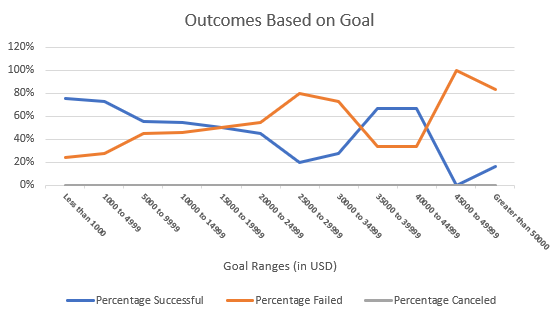 Outcomes Based on Goal
120%
100%
80%
60%
40%
20%
0%
Less than 1000
1000 to 4999
5000 to 9999
10000 to 14999
15000 to 19999
20000 to 24999
25000 to 29999
30000 to 34999
35000 to 39999
40000 to 44999
45000 to 49999
Greater than 50000
Goal Ranges (in USD)
Percentage Successful
Percentage Failed
Percentage Canceled